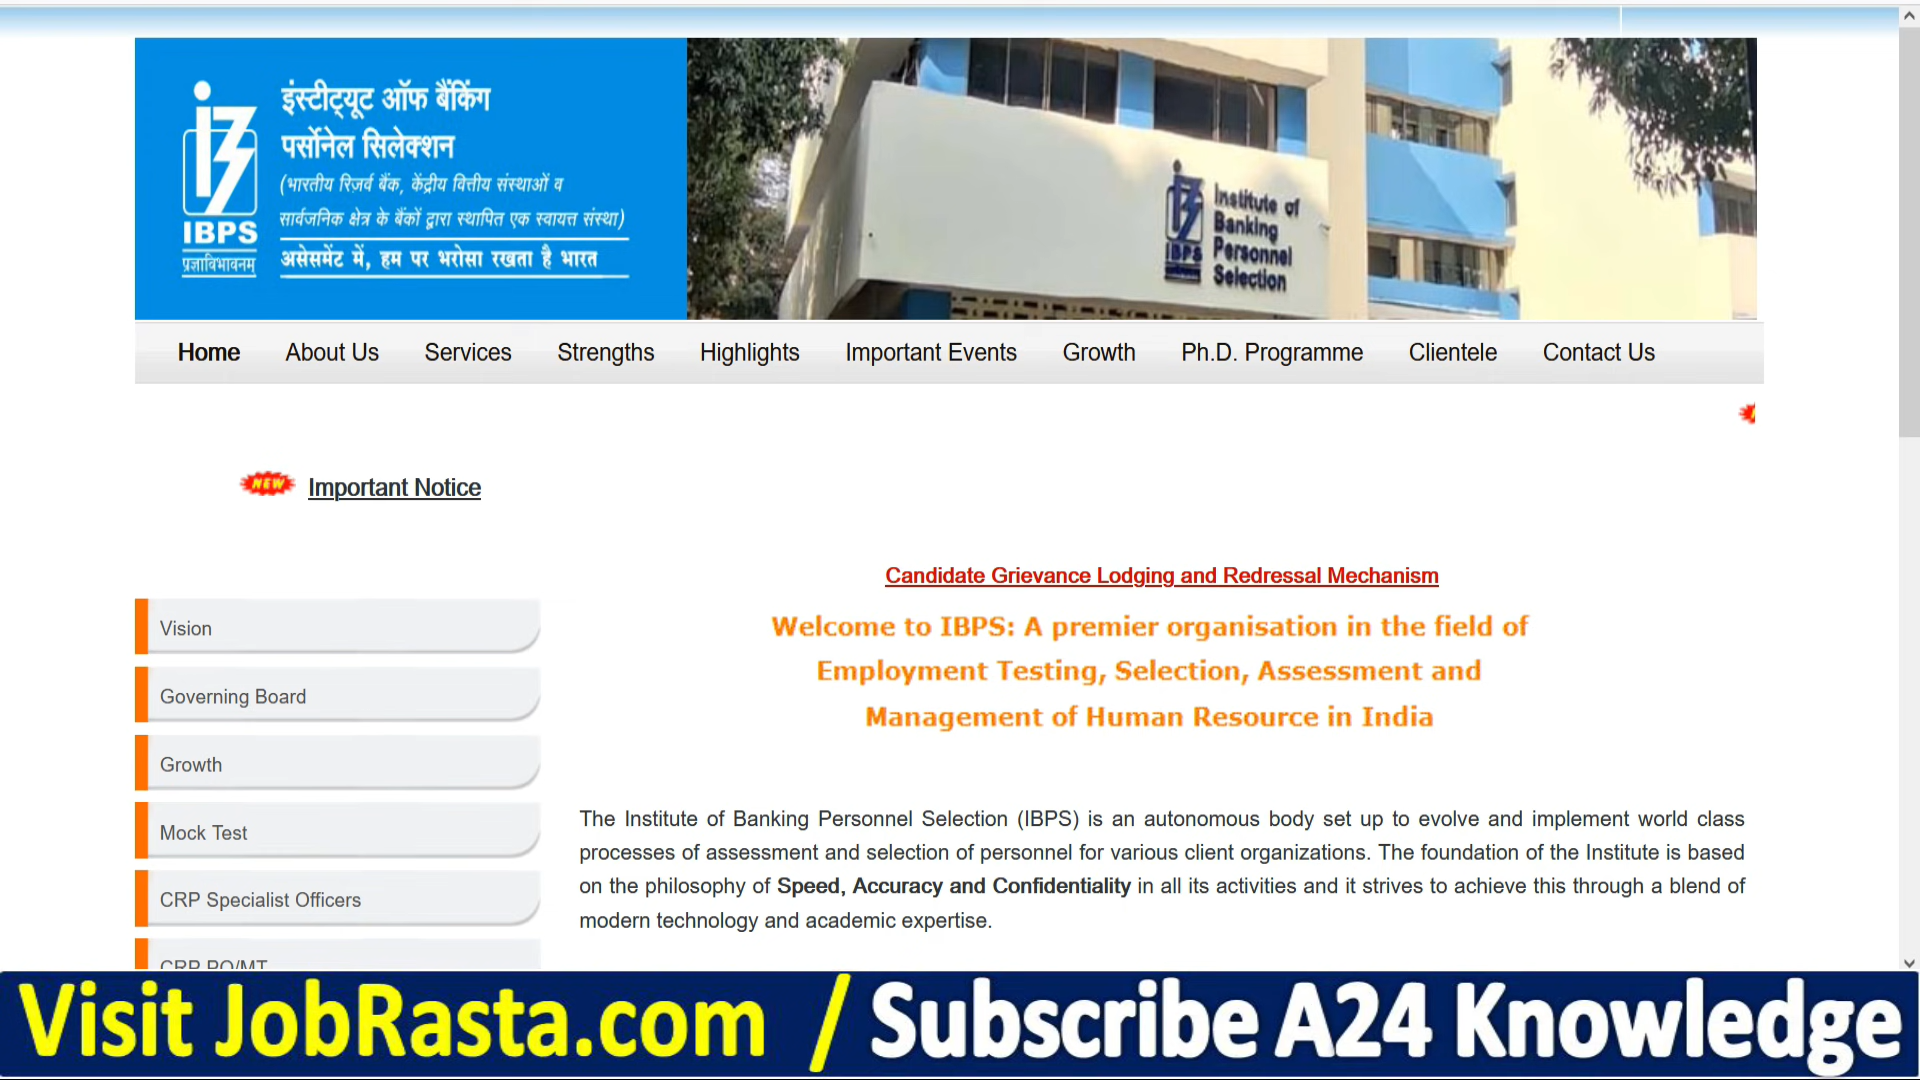 इंस्टीट्यूट ऑफ बैंकिंग
पर्सोनेल सिलेक्शन
(भारतीय रिज़र्व बैंक, केंद्रीय वित्तीय संस्थाओं व
सार्वजनिक क्षेत्र के बैंकों द्वारा स्थापित एक स्वायत्त संस्था)
असेसमेंट में, हम पर भरोसा रखता है भारत
IBPS
प्रज्ञाविभावनम्
Institute of
Banking
Personnel
Selection
IBPS
Home About Us Services Strengths Highlights Important Events Growth Ph.D. Programme Clientele Contact Us
NEW Important Notice
Candidate Grievance Lodging and Redressal Mechanism
Welcome to IBPS: A premier organisation in the field of
Employment Testing, Selection, Assessment and
Management of Human Resource in India
Vision
Governing Board
Growth
Mock Test
CRP Specialist Officers
CRP PO/MT
The Institute of Banking Personnel Selection (IBPS) is an autonomous body set up to evolve and implement world class
processes of assessment and selection of personnel for various client organizations. The foundation of the Institute is based
on the philosophy of Speed, Accuracy and Confidentiality in all its activities and it strives to achieve this through a blend of
modern technology and academic expertise.
Visit JobRasta.com / Subscribe A24 Knowledge